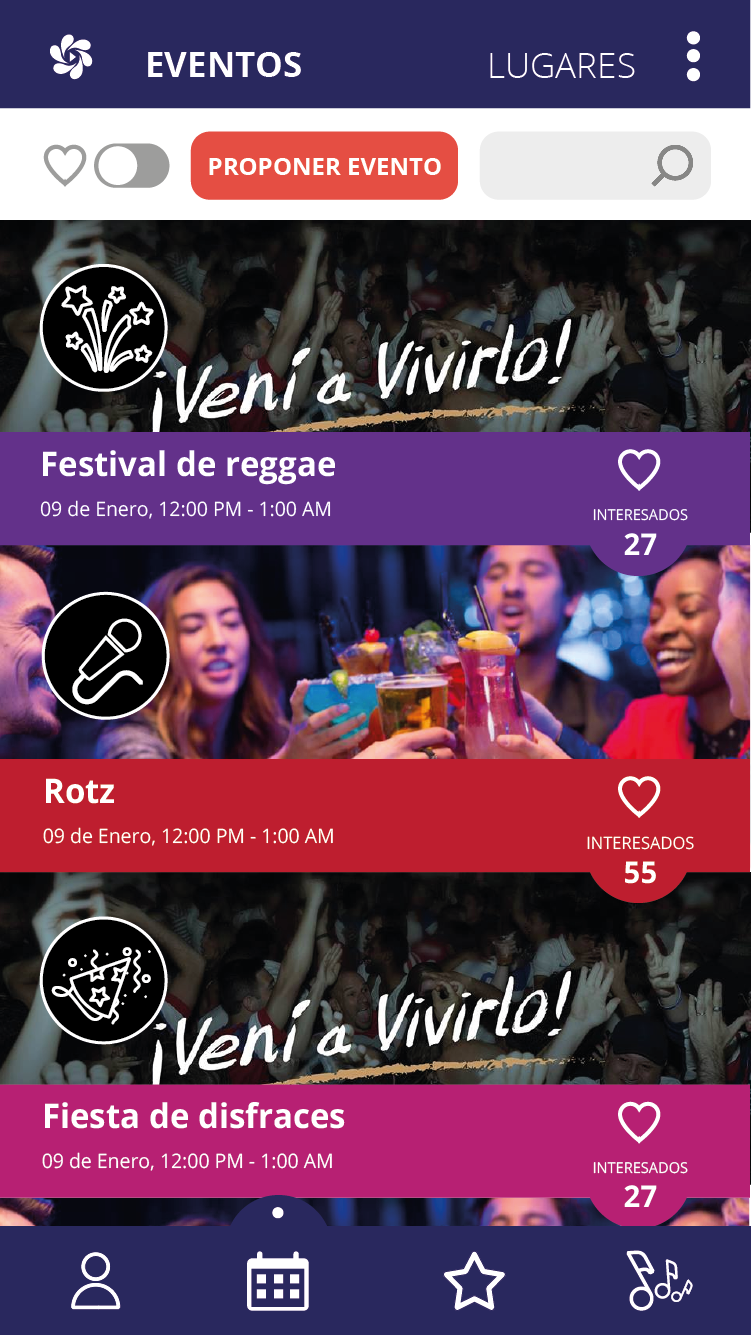 EVENTOS
LUGARES
PROPONER EVENTO
¡Vení a Vivirlo!
Festival de reggae
09 de Enero, 12:00 PM - 1:00 AM
INTERESADOS
27
Rotz
09 de Enero, 12:00 PM - 1:00 AM
INTERESADOS
55
¡Vení a Vivirlo!
Fiesta de disfraces
09 de Enero, 12:00 PM - 1:00 AM
INTERESADOS
27